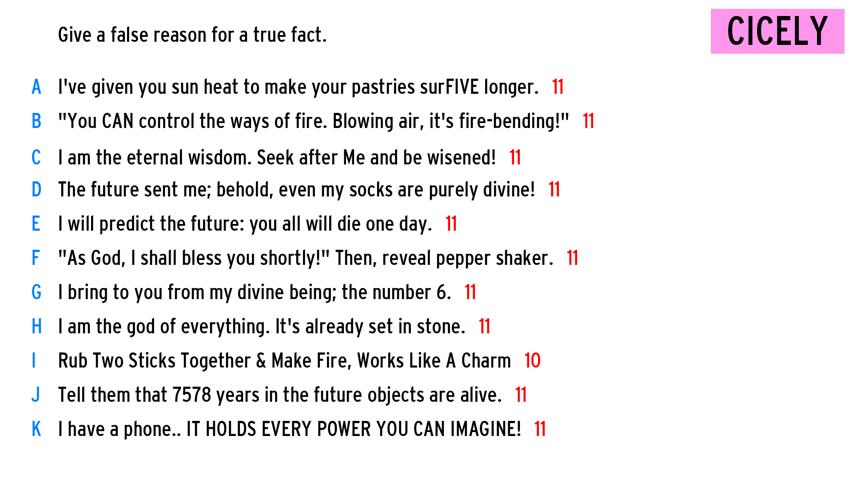 Give a false reason for a true fact.
CICELY
A I've given you sun heat to make your pastries surFIVE longer. 11
B "You CAN control the ways of fire. Blowing air, it's fire-bending!" 11
C I am the eternal wisdom. Seek after Me and be wisened! 11
D The future sent me; behold, even my socks are purely divine! 11
E I will predict the future: you all will die one day. 11
F "As God, I shall bless you shortly!" Then, reveal pepper shaker. 11
G I bring to you from my divine being; the number 6. 11
H I am the god of everything. It's already set in stone. 11
I Rub Two Sticks Together & Make Fire, Works Like A Charm 10
J Tell them that 7578 years in the future objects are alive. 11
K I have a phone.. IT HOLDS EVERY POWER YOU CAN IMAGINE! 11